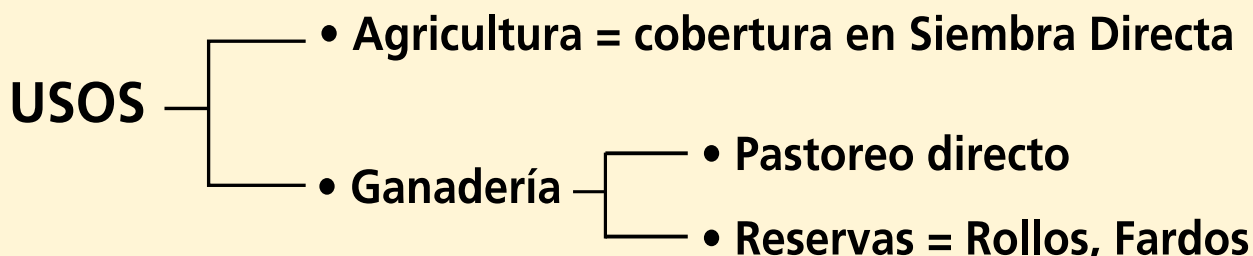 • Agricultura = cobertura en Siembra Directa
USOS
• Ganadería
• Pastoreo directo
• Reservas = Rollos, Fardos